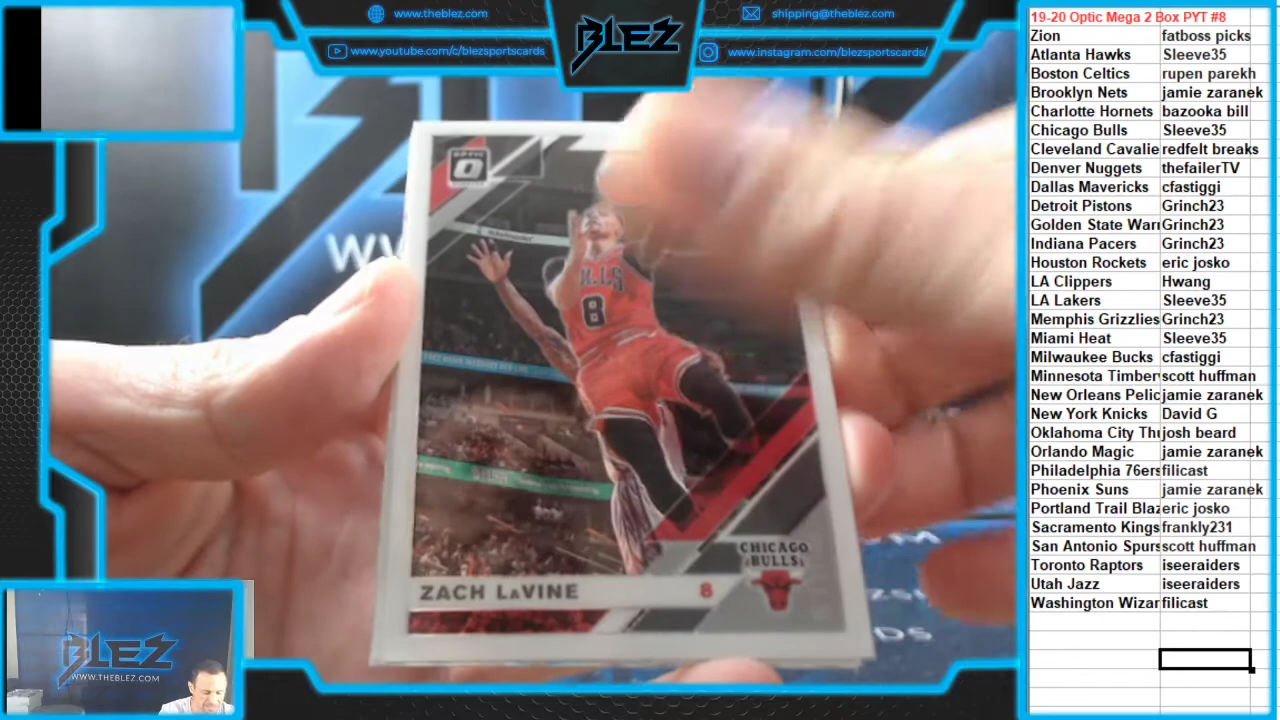 www.theblez.com
shipping@theblez.com
www.youtube.com/c/blezsportscards
www.instagram.com/blezsportscards/
BLEZ
19-20 Optic Mega 2 Box PYT #8
Zion fatboss picks
Atlanta Hawks Sleeve35
Boston Celtics rupen parekh
Brooklyn Nets jamie zaranek
Charlotte Hornets bazooka bill
Chicago Bulls Sleeve35
Cleveland Cavalie redfelt breaks
Denver Nuggets thefailerTV
Dallas Mavericks cfastiggi
Detroit Pistons Grinch23
Golden State Warr Grinch23
Indiana Pacers Grinch23
Houston Rockets eric josko
LA Clippers Hwang
LA Lakers Sleeve35
Memphis Grizzlies Grinch23
Miami Heat Sleeve35
Milwaukee Bucks cfastiggi
Minnesota Timber scott huffman
New Orleans Pelic jamie zaranek
New York Knicks David G
Oklahoma City Thu josh beard
Orlando Magic jamie zaranek
Philadelphia 76ers filicast
Phoenix Suns jamie zaranek
Portland Trail Blaz eric josko
Sacramento Kings frankly231
San Antonio Spurs scott huffman
Toronto Raptors iseeraiders
Utah Jazz iseeraiders
Washington Wizar filicast
OPTIC
WW
8
CHICAGO
BULLS
ZACH LaVINE 8
BLEZ
WWW.THEBLEZ.COM